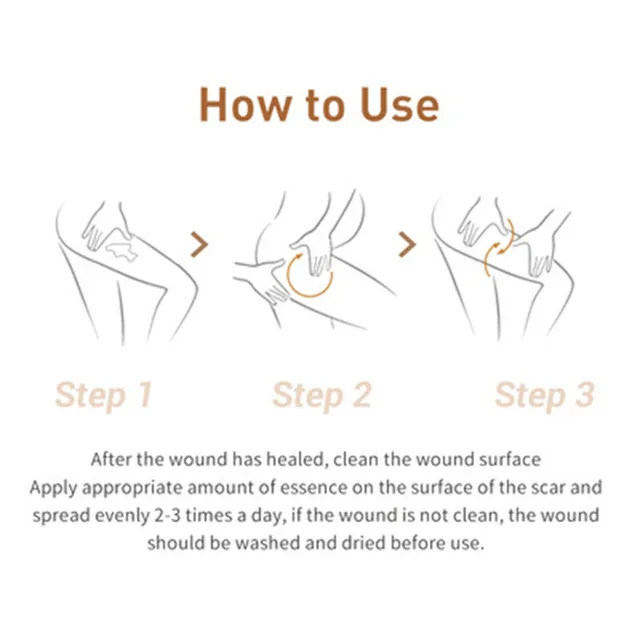 How to Use
Step 1
Step 2
Step 3
After the wound has healed, clean the wound surface
Apply appropriate amount of essence on the surface of the scar and
spread evenly 2-3 times a day, if the wound is not clean, the wound
should be washed and dried before use.